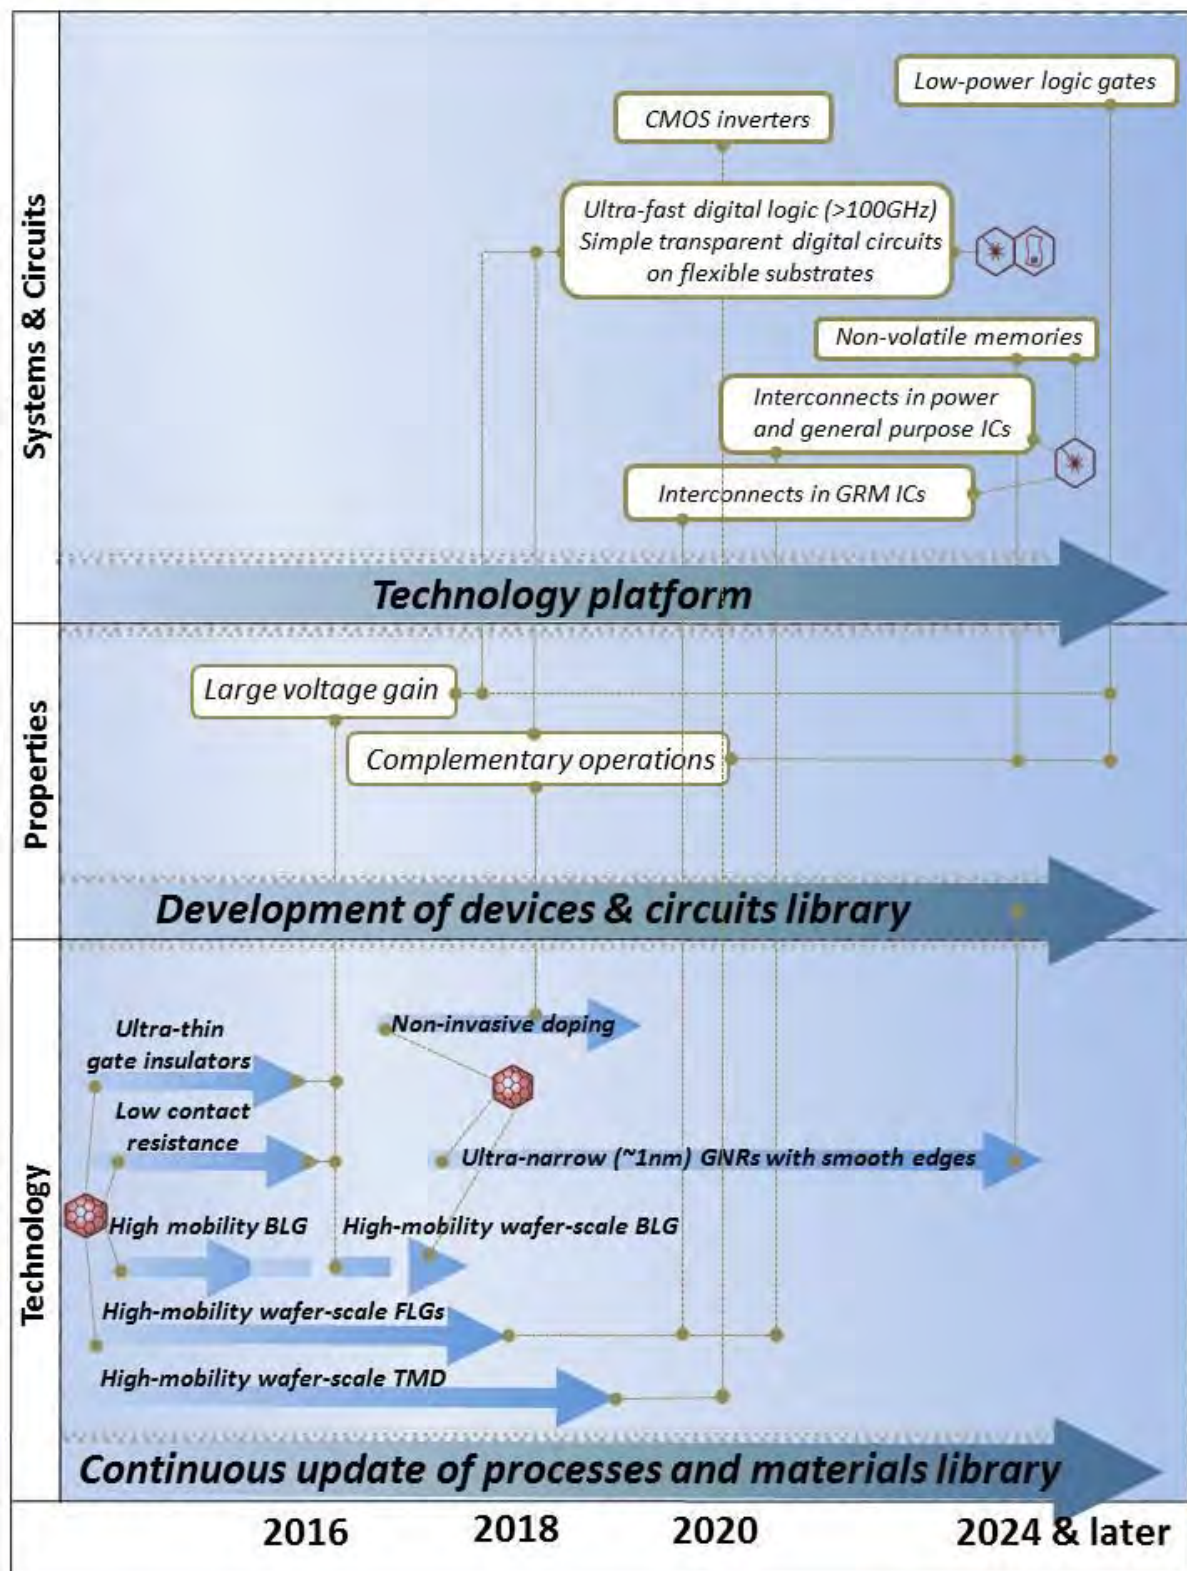 Systems & Circuits
Low-power logic gates
CMOS inverters
Ultra-fast digital logic (>100GHz)
Simple transparent digital circuits
on flexible substrates
Non-volatile memories
Interconnects in power
and general purpose ICs
Interconnects in GRM ICs
Technology platform
Properties
Large voltage gain
Complementary operations
Development of devices & circuits library
Technology
Non-invasive doping
Ultra-thin
gate insulators
Low contact
resistance
Ultra-narrow (~1nm) GNRs with smooth edges
High mobility BLG
High-mobility wafer-scale BLG
High-mobility wafer-scale FLGs
High-mobility wafer-scale TMD
Continuous update of processes and materials library
2016
2018
2020
2024 & later